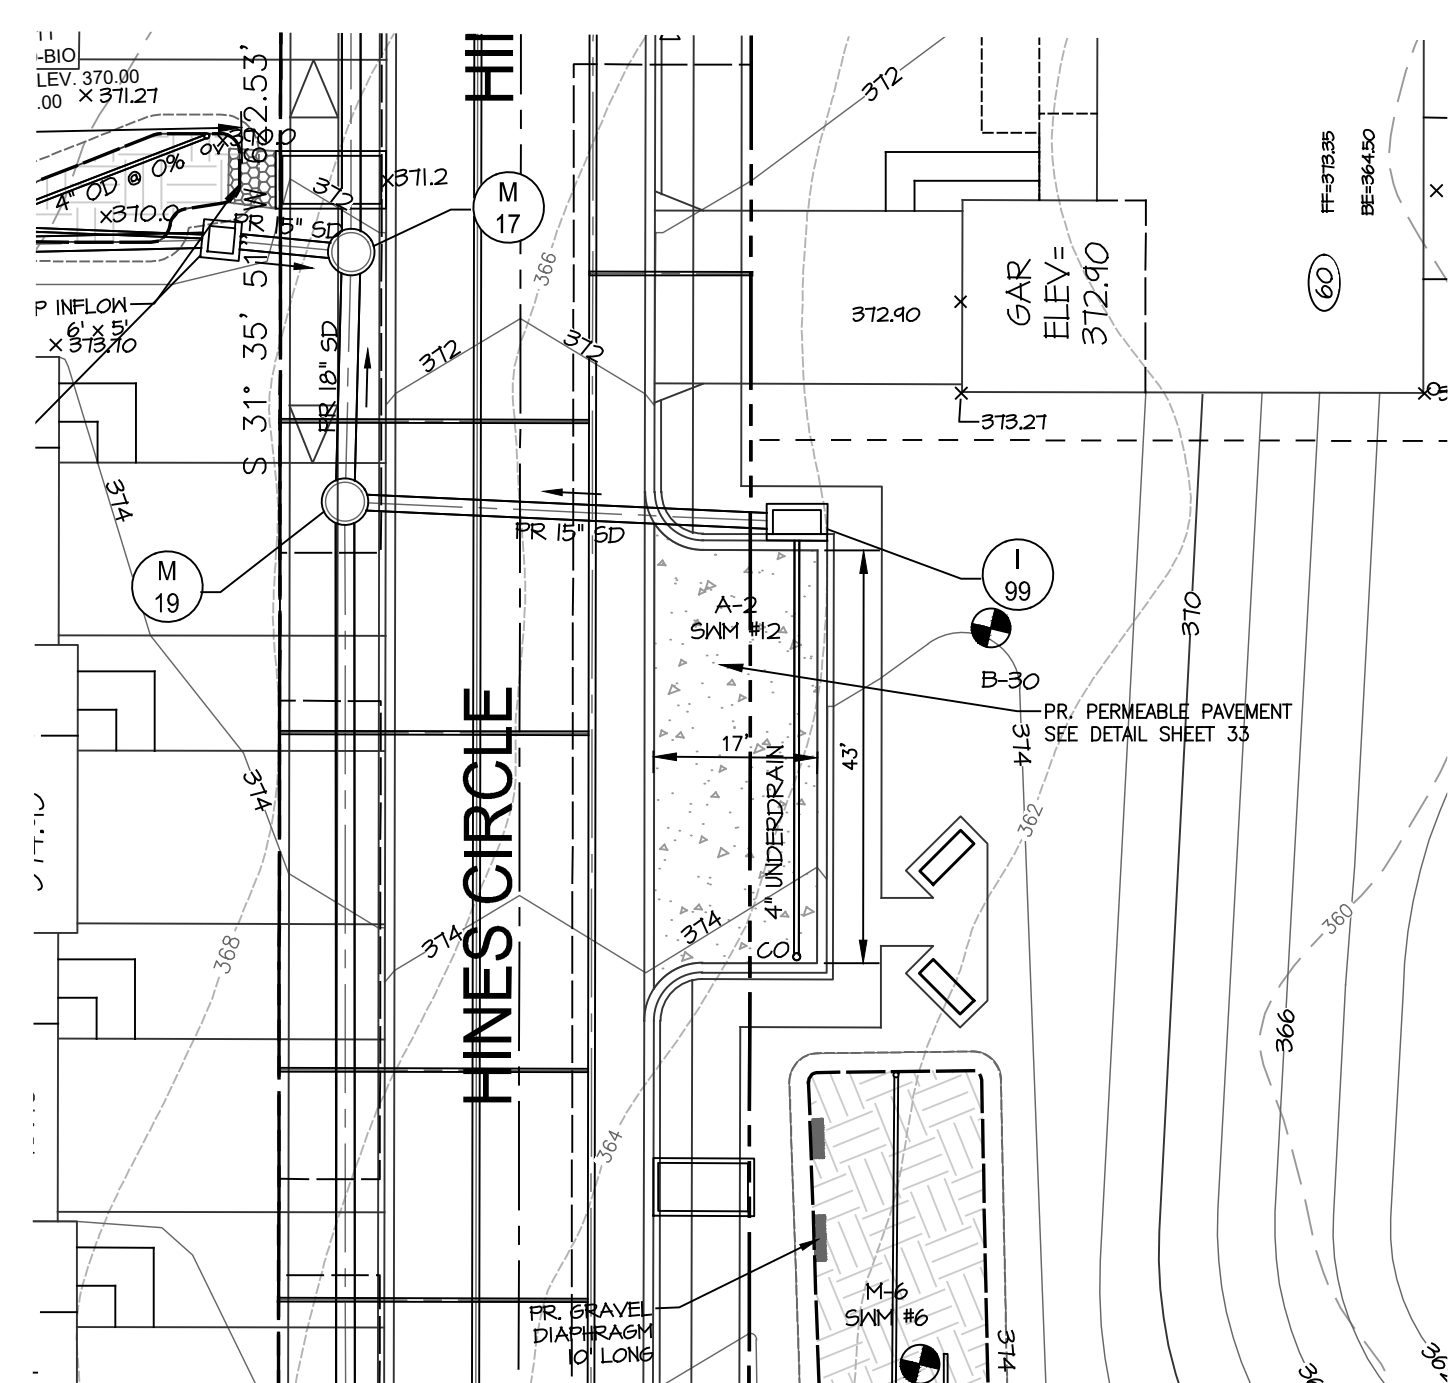 -BIO
LEV. 370.00
.00
× 371.27
S 31° 35' 51" W 622.53'
4" OD @ 0%
×370.0
PR 15" SD
372
×371.2
M
17
HI
372
366
FF=373.35
BE=364.50
60
GAR
ELEV=
372.90
372.90
373.27
P INFLOW
6' x 5'
× 373.70
PR 18" SD
372
372
374
PR 15" SD
M
19
I
99
A-2
SWM #12
B-30
370
PR. PERMEABLE PAVEMENT
SEE DETAIL SHEET 33
374
17'
43'
4" UNDERDRAIN
CO
374
374
374
HINES CIRCLE
362
360
368
366
364
PR. GRAVEL
DIAPHRAGM
10' LONG
M-6
SWM #6
374